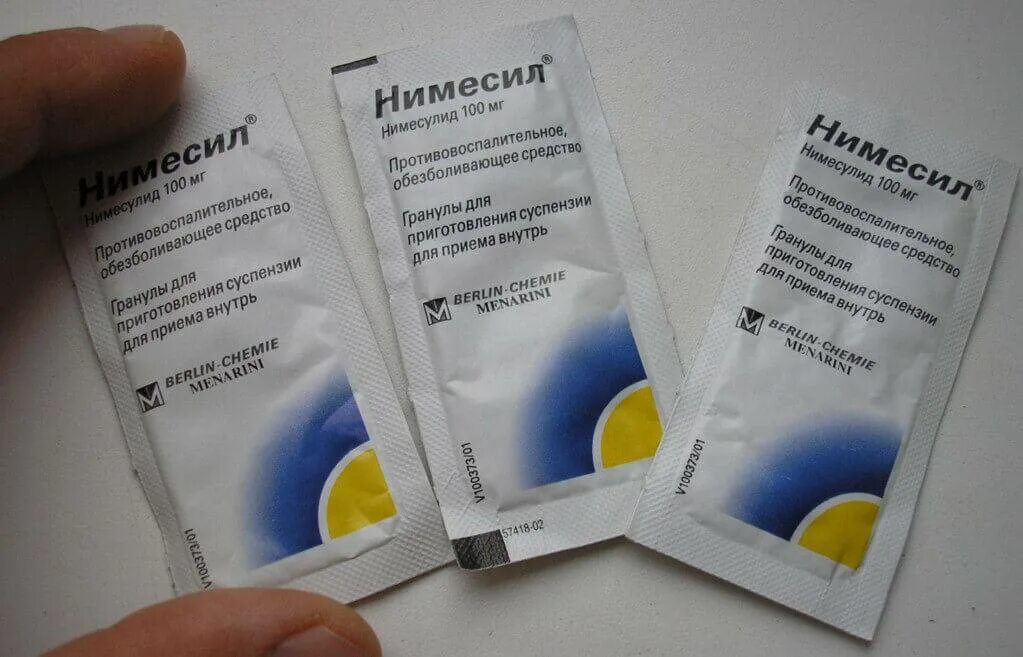 Нимесил®
Нимесулид 100 мг
Противовоспалительное,
обезболивающее средство
Гранулы для
приготовления суспензии
для приема внутрь
BERLIN-CHEMIE
MENARINI
V100373/01
Нимесил®
Нимесулид 100 мг
Противовоспалительное,
обезболивающее средство
Гранулы для
приготовления суспензии
для приема внутрь
BERLIN-CHEMIE
MENARINI
V100373/01
57418-02
Нимесил®
Нимесулид 100 мг
Противовоспалительное,
обезболивающее средство
Гранулы для
приготовления суспензии
для приема внутрь
BERLIN-CHEMIE
MENARINI
V100373/01